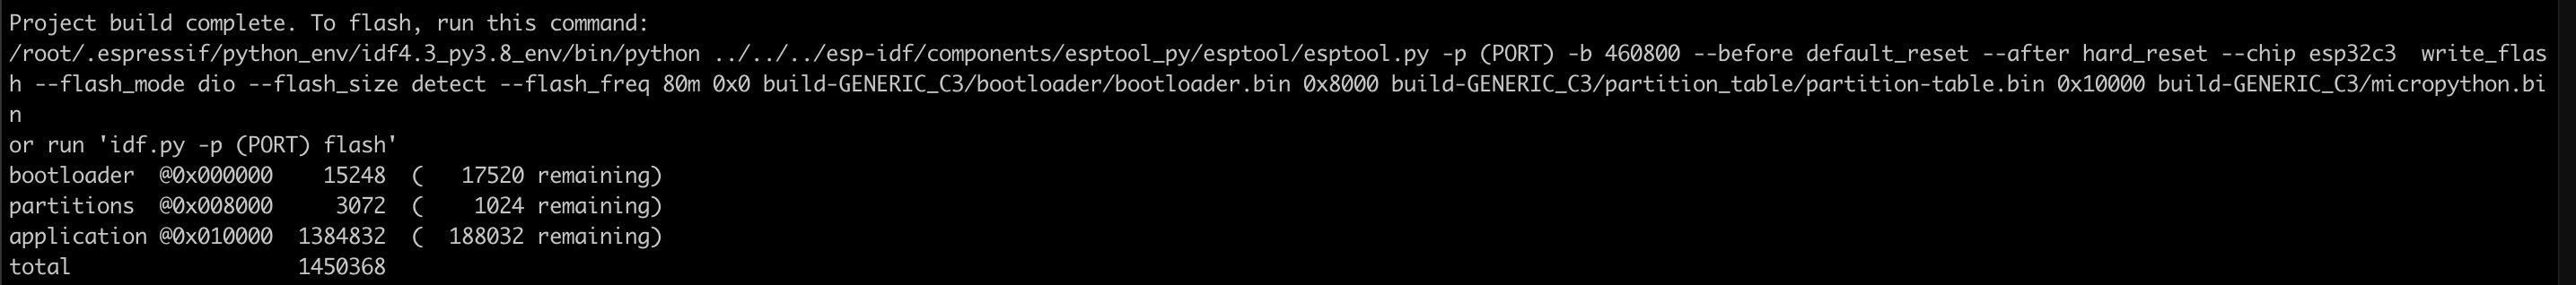 Project build complete. To flash, run this command:
/root/.espressif/python_env/idf4.3_py3.8_env/bin/python ../../../esp-idf/components/esptool_py/esptool/esptool.py -p (PORT) -b 460800 --before default_reset --after hard_reset --chip esp32c3  write_flas
h --flash_mode dio --flash_size detect --flash_freq 80m 0x0 build-GENERIC_C3/bootloader/bootloader.bin 0x8000 build-GENERIC_C3/partition_table/partition-table.bin 0x10000 build-GENERIC_C3/micropython.bi
n
or run 'idf.py -p (PORT) flash'
bootloader  @0x000000    15248  (   17520 remaining)
partitions  @0x008000     3072  (    1024 remaining)
application @0x010000  1384832  (  188032 remaining)
total                  1450368